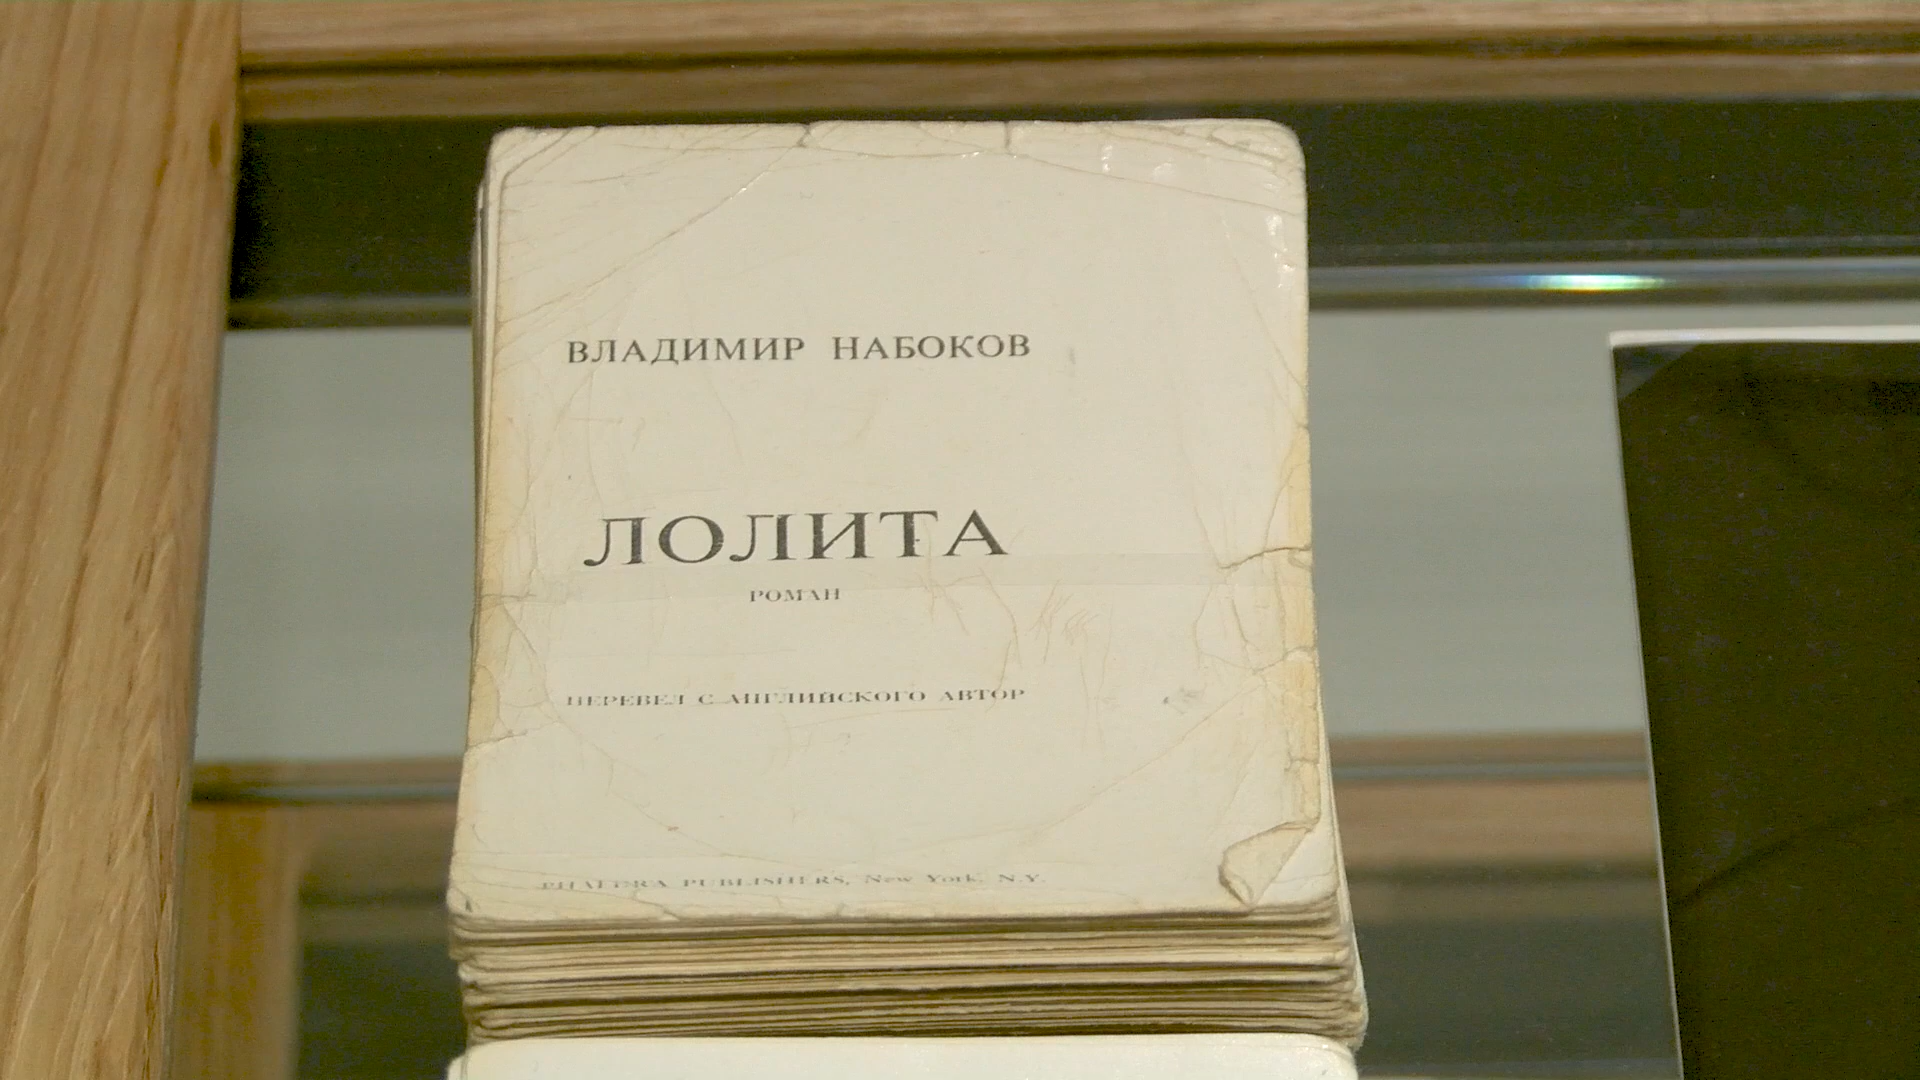 ВЛАДИМИР НАБОКОВ
ЛОЛИТА
РОМАН
ПЕРЕВЕЛ С АНГЛИЙСКОГО АВТОР
PHAEDRA PUBLISHERS, New York, N.Y.